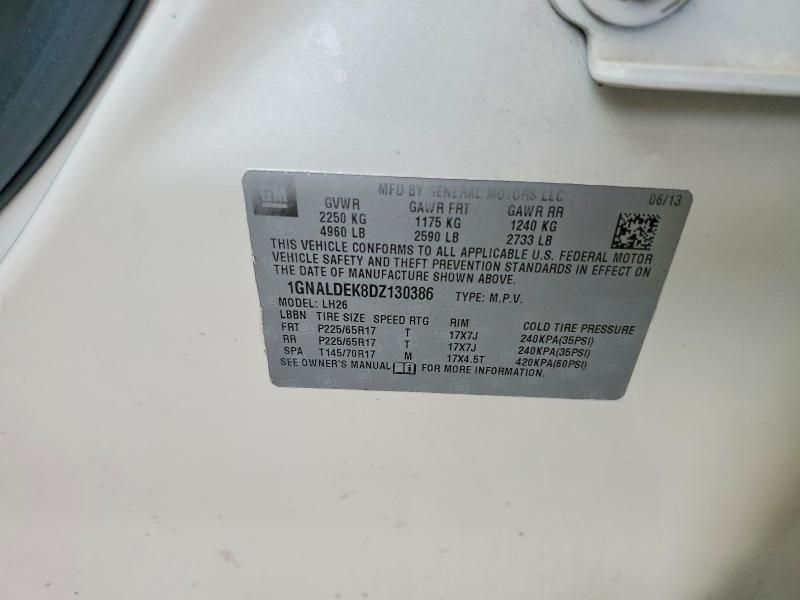 GM MFD BY GENERAL MOTORS LLC 06/13
GVWR GAWR FRT GAWR RR
2250 KG 1175 KG 1240 KG
4960 LB 2590 LB 2733 LB
THIS VEHICLE CONFORMS TO ALL APPLICABLE U.S. FEDERAL MOTOR
VEHICLE SAFETY AND THEFT PREVENTION STANDARDS IN EFFECT ON
THE DATE OF MANUFACTURE SHOWN ABOVE.
1GNALDEK8DZ130386 TYPE: M.P.V.
MODEL: LH26
LBBN TIRE SIZE SPEED RTG RIM COLD TIRE PRESSURE
FRT P225/65R17 T 17X7J 240KPA(35PSI)
RR P225/65R17 T 17X7J 240KPA(35PSI)
SPA T145/70R17 M 17X4.5T 420KPA(60PSI)
SEE OWNER'S MANUAL FOR MORE INFORMATION.